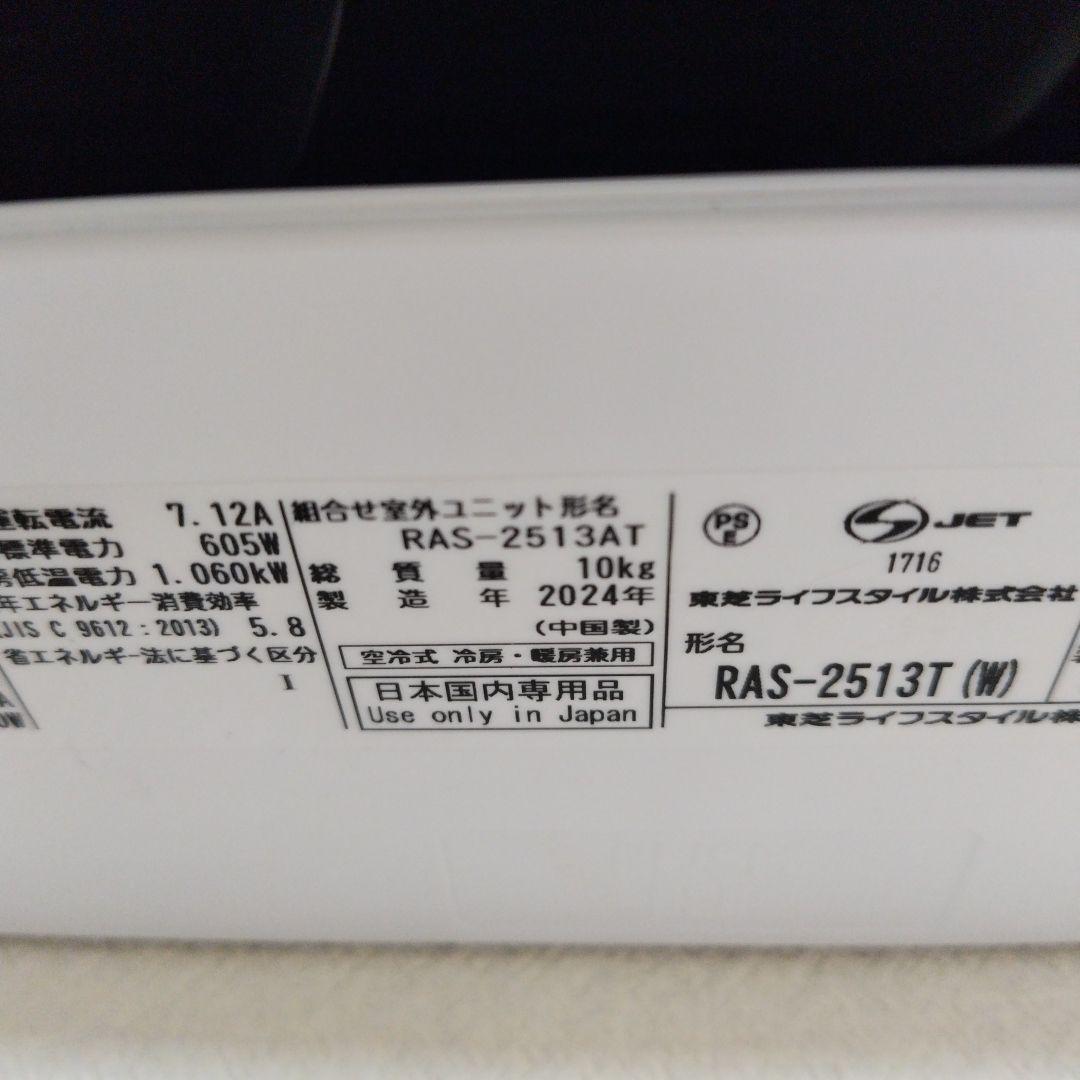 運転電流 7.12A
標準電力 605W
房低温電力 1.060kW
年エネルギー消費効率
(JIS C 9612:2013) 5.8
省エネルギー法に基づく区分
I
組合せ室外ユニット形名
RAS-2513AT
総質量 10kg
製造年 2024年
(中国製)
空冷式 冷房・暖房兼用
日本国内専用品
Use only in Japan
PS
E
JET
1716
東芝ライフスタイル株式会社
形名
RAS-2513T(W)
東芝ライフスタイル株